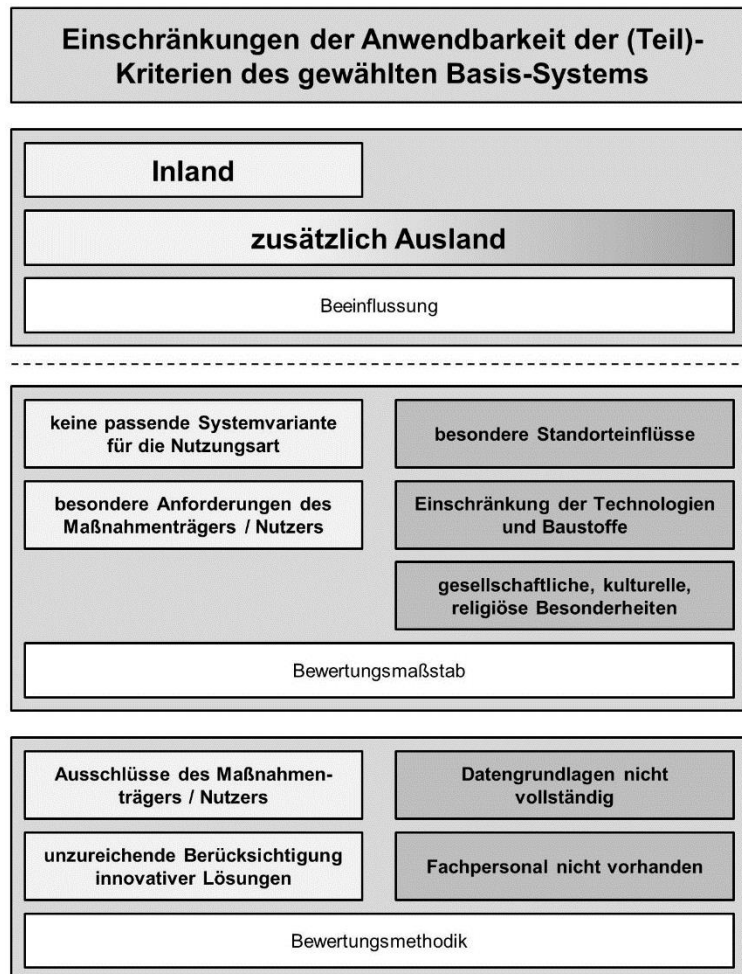 Einschränkungen der Anwendbarkeit der (Teil)-
Kriterien des gewählten Basis-Systems
Inland
zusätzlich Ausland
Beeinflussung
keine passende Systemvariante
für die Nutzungsart
besondere Standorteinflüsse
besondere Anforderungen des
Maßnahmenträgers / Nutzers
Einschränkung der Technologien
und Baustoffe
gesellschaftliche, kulturelle,
religiöse Besonderheiten
Bewertungsmaßstab
Ausschlüsse des Maßnahmen-
trägers / Nutzers
Datengrundlagen nicht
vollständig
unzureichende Berücksichtigung
innovativer Lösungen
Fachpersonal nicht vorhanden
Bewertungsmethodik